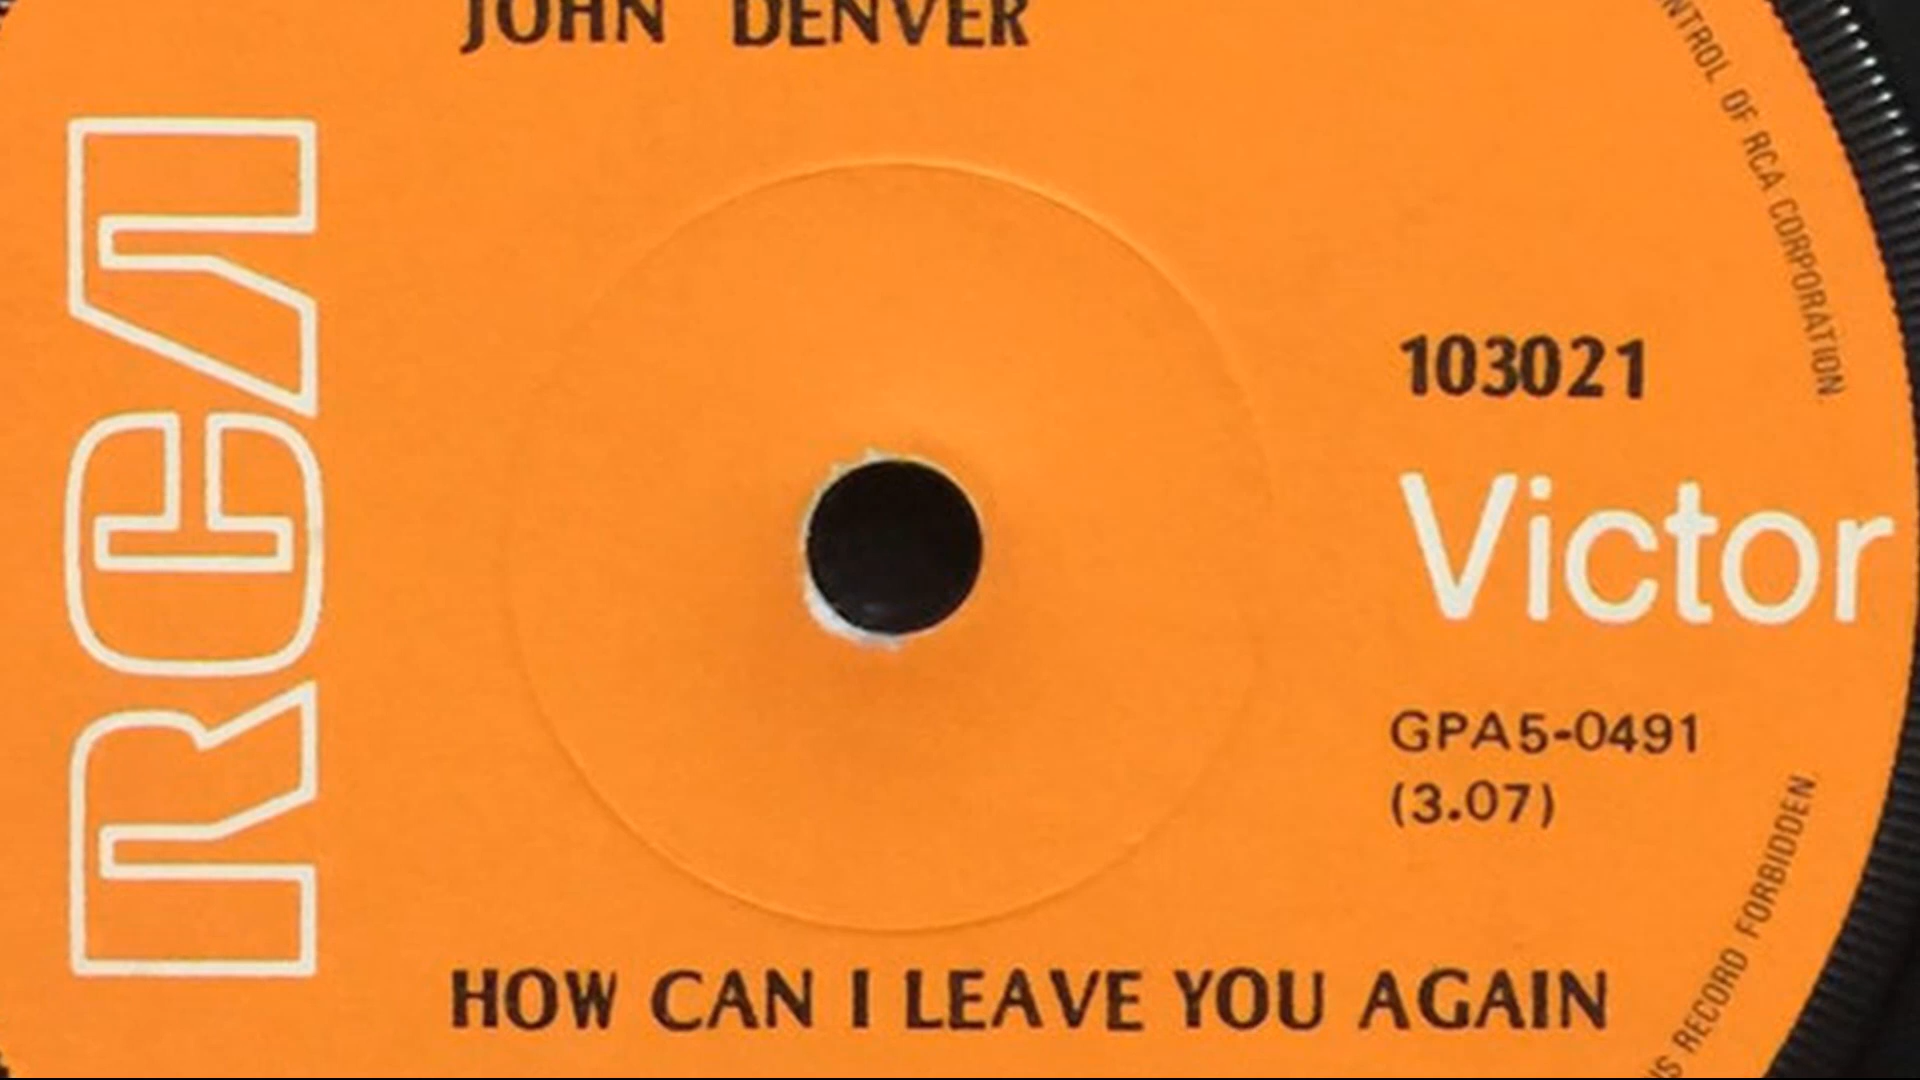 JOHN DENVER
RCA
OF RCA CORPORATION.
103021
Victor
GPA5-0491
(3.07)
RECORD FORBIDDEN.
HOW CAN I LEAVE YOU AGAIN